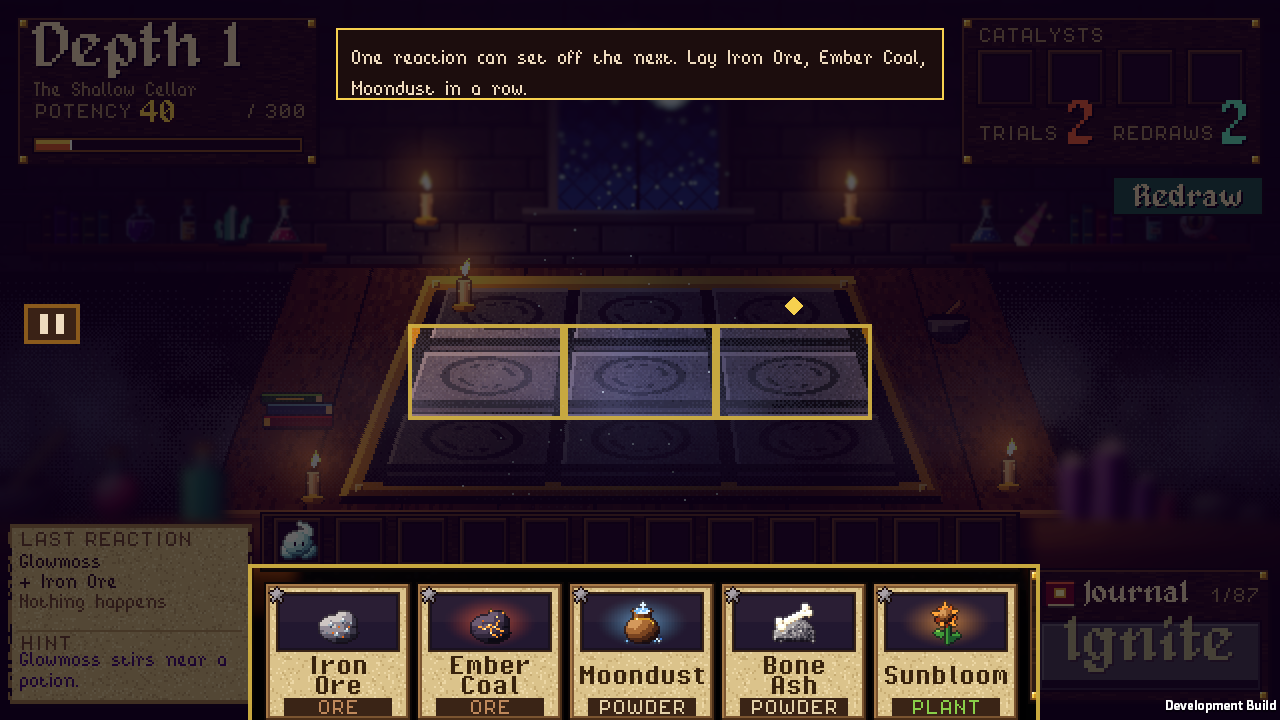 Depth 1
The Shallow Cellar
POTENCY 40 / 300
One reaction can set off the next. Lay Iron Ore, Ember Coal,
Moondust in a row.
CATALYSTS
TRIALS 2 REDRAWS 2
Redraw
LAST REACTION
Glowmoss
+ Iron Ore
Nothing happens
HINT
Glowmoss stirs near a
potion.
Iron
Ore
ORE
Ember
Coal
ORE
Moondust
POWDER
Bone
Ash
POWDER
Sunbloom
PLANT
Journal 1/87
Ignite
Development Build